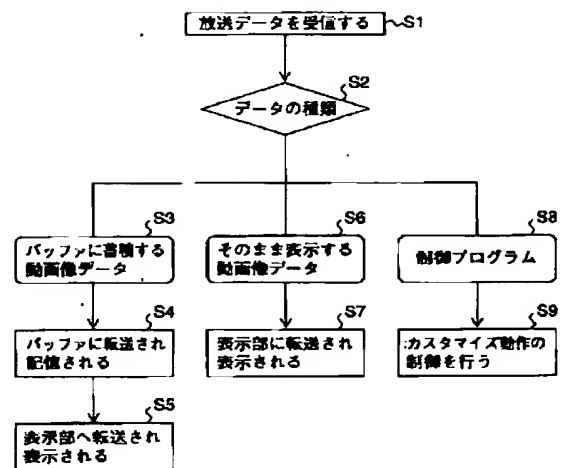 放送データを受信する
S1
S2
データの種類
S3
バッファに蓄積する
動画像データ
S6
そのまま表示する
動画像データ
S8
制御プログラム
S4
バッファに転送され
記憶される
S7
表示部に転送され
表示される
S9
カスタマイズ動作の
制御を行う
S5
表示部へ転送され
表示される